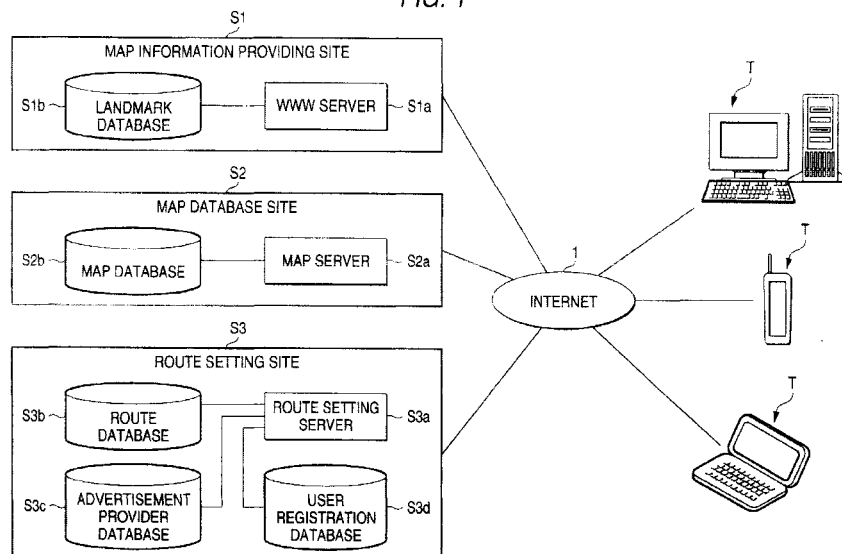 FIG. 1
S1
MAP INFORMATION PROVIDING SITE
S1b
LANDMARK
DATABASE
WWW SERVER
S1a
S2
MAP DATABASE SITE
S2b
MAP DATABASE
MAP SERVER
S2a
S3
ROUTE SETTING SITE
S3b
ROUTE
DATABASE
ROUTE SETTING
SERVER
S3a
S3c
ADVERTISEMENT
PROVIDER
DATABASE
USER
REGISTRATION
DATABASE
S3d
1
INTERNET
T
T
T